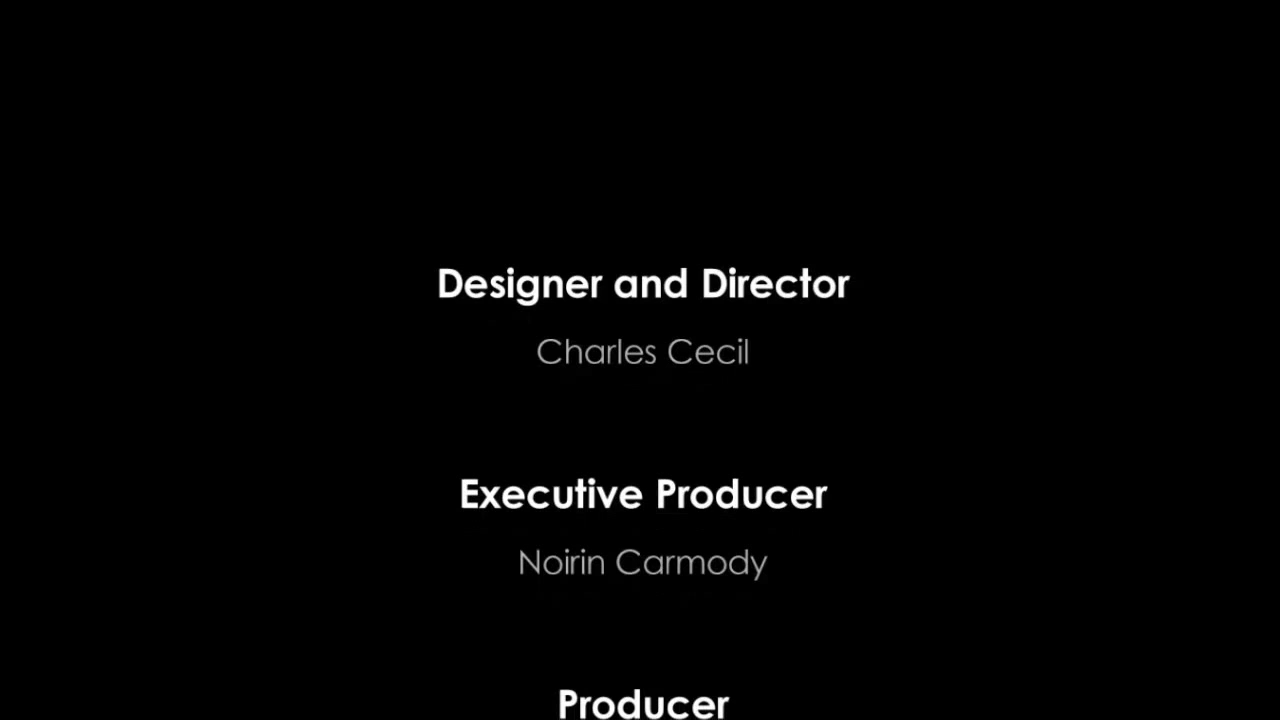 Designer and Director
Charles Cecil
Executive Producer
Noirin Carmody
Producer